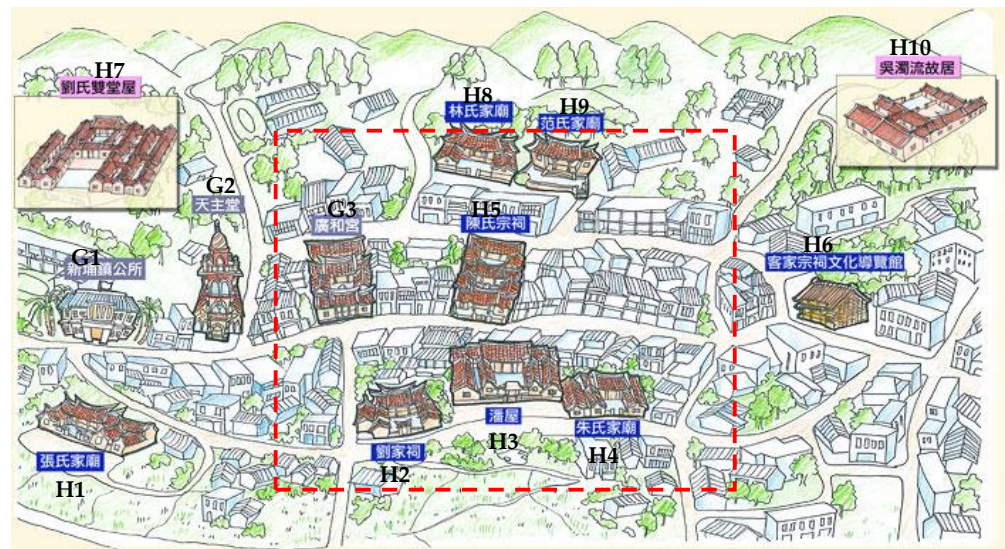 H7
劉氏雙堂屋
H10
吳濁流故居
H8
林氏家廟
H9
范氏家廟
G2
天主堂
G3
廣和宮
H5
陳氏宗祠
G1
新埔鎮公所
H6
客家宗祠文化導覽館
張氏家廟
H1
劉家祠
H2
潘屋
H3
朱氏家廟
H4